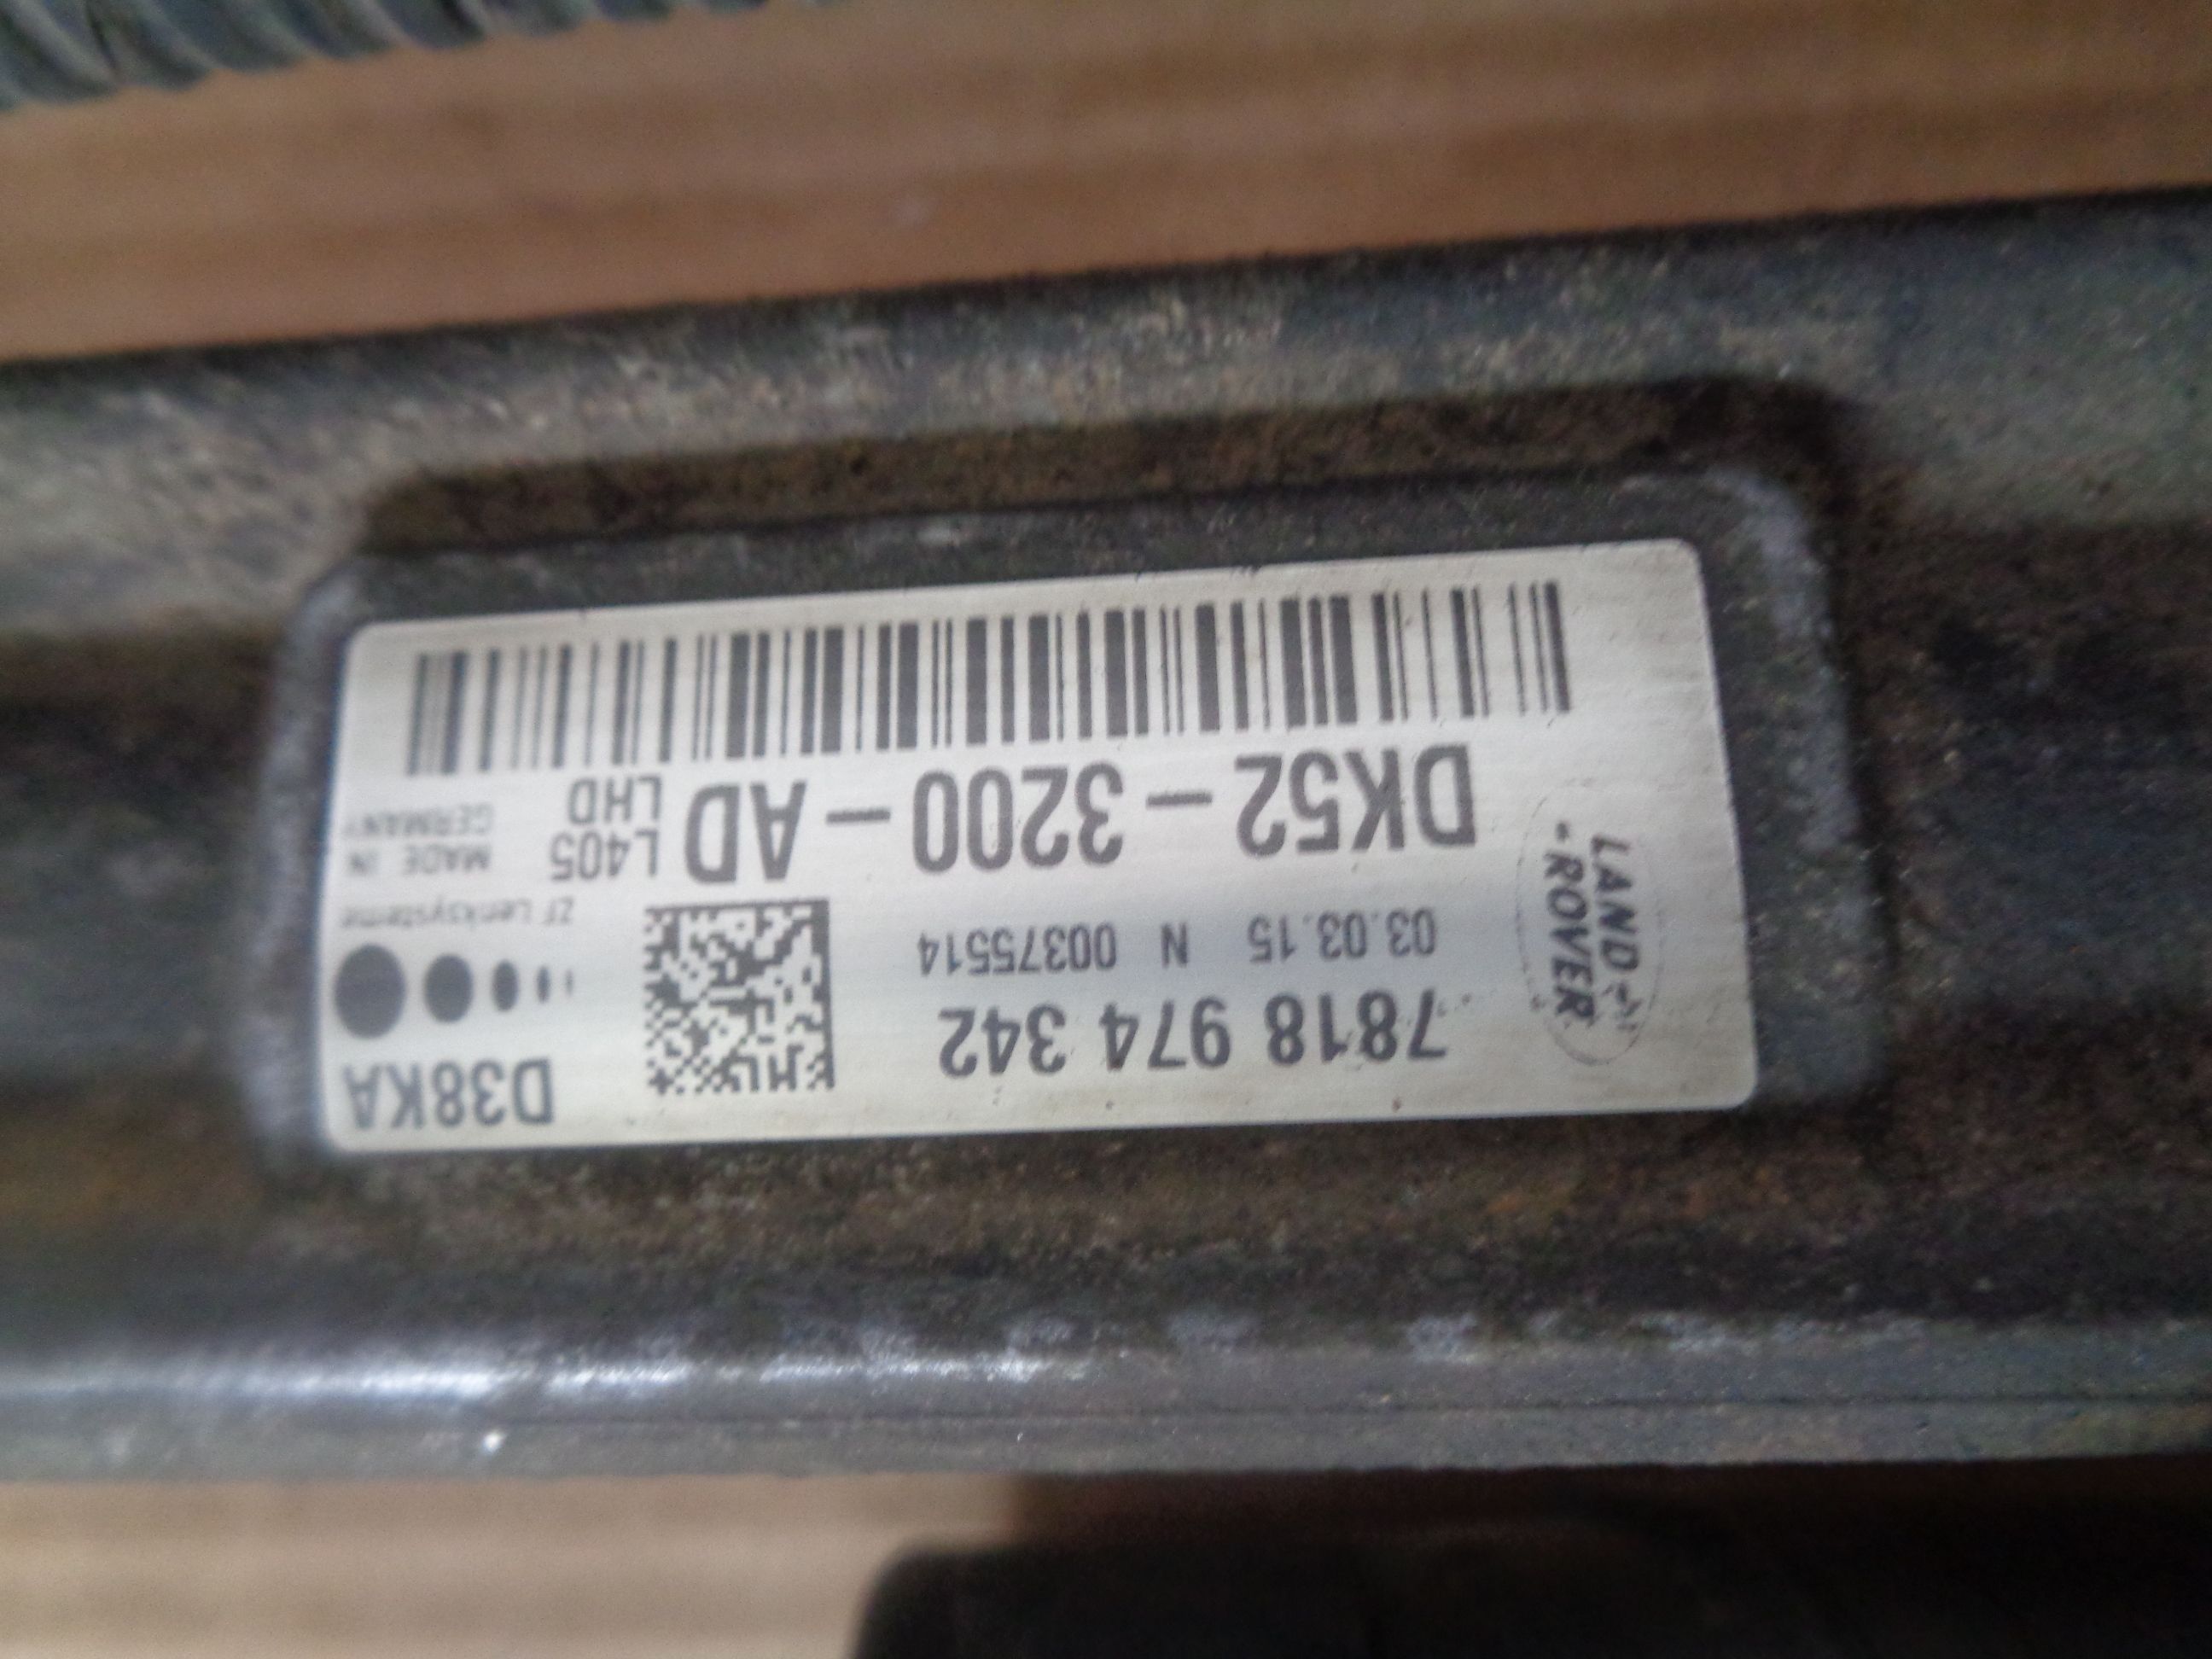 LAND-
-ROVER
7818 974 342
03.03.15 N 00375514
DK52-3200-AD
D38KA
ZF Lenksysteme
MADE IN
GERMANY
L405
LHD